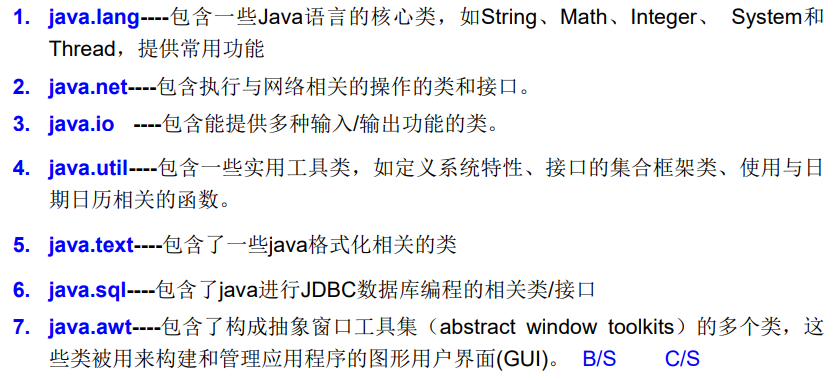 1. java.lang----包含一些Java语言的核心类，如String、Math、Integer、 System和
Thread，提供常用功能
2. java.net----包含执行与网络相关的操作的类和接口。
3. java.io ----包含能提供多种输入/输出功能的类。
4. java.util----包含一些实用工具类，如定义系统特性、接口的集合框架类、使用与日
期日历相关的函数。
5. java.text----包含了一些java格式化相关的类
6. java.sql----包含了java进行JDBC数据库编程的相关类/接口
7. java.awt----包含了构成抽象窗口工具集（abstract window toolkits）的多个类，这
些类被用来构建和管理应用程序的图形用户界面(GUI)。 B/S C/S